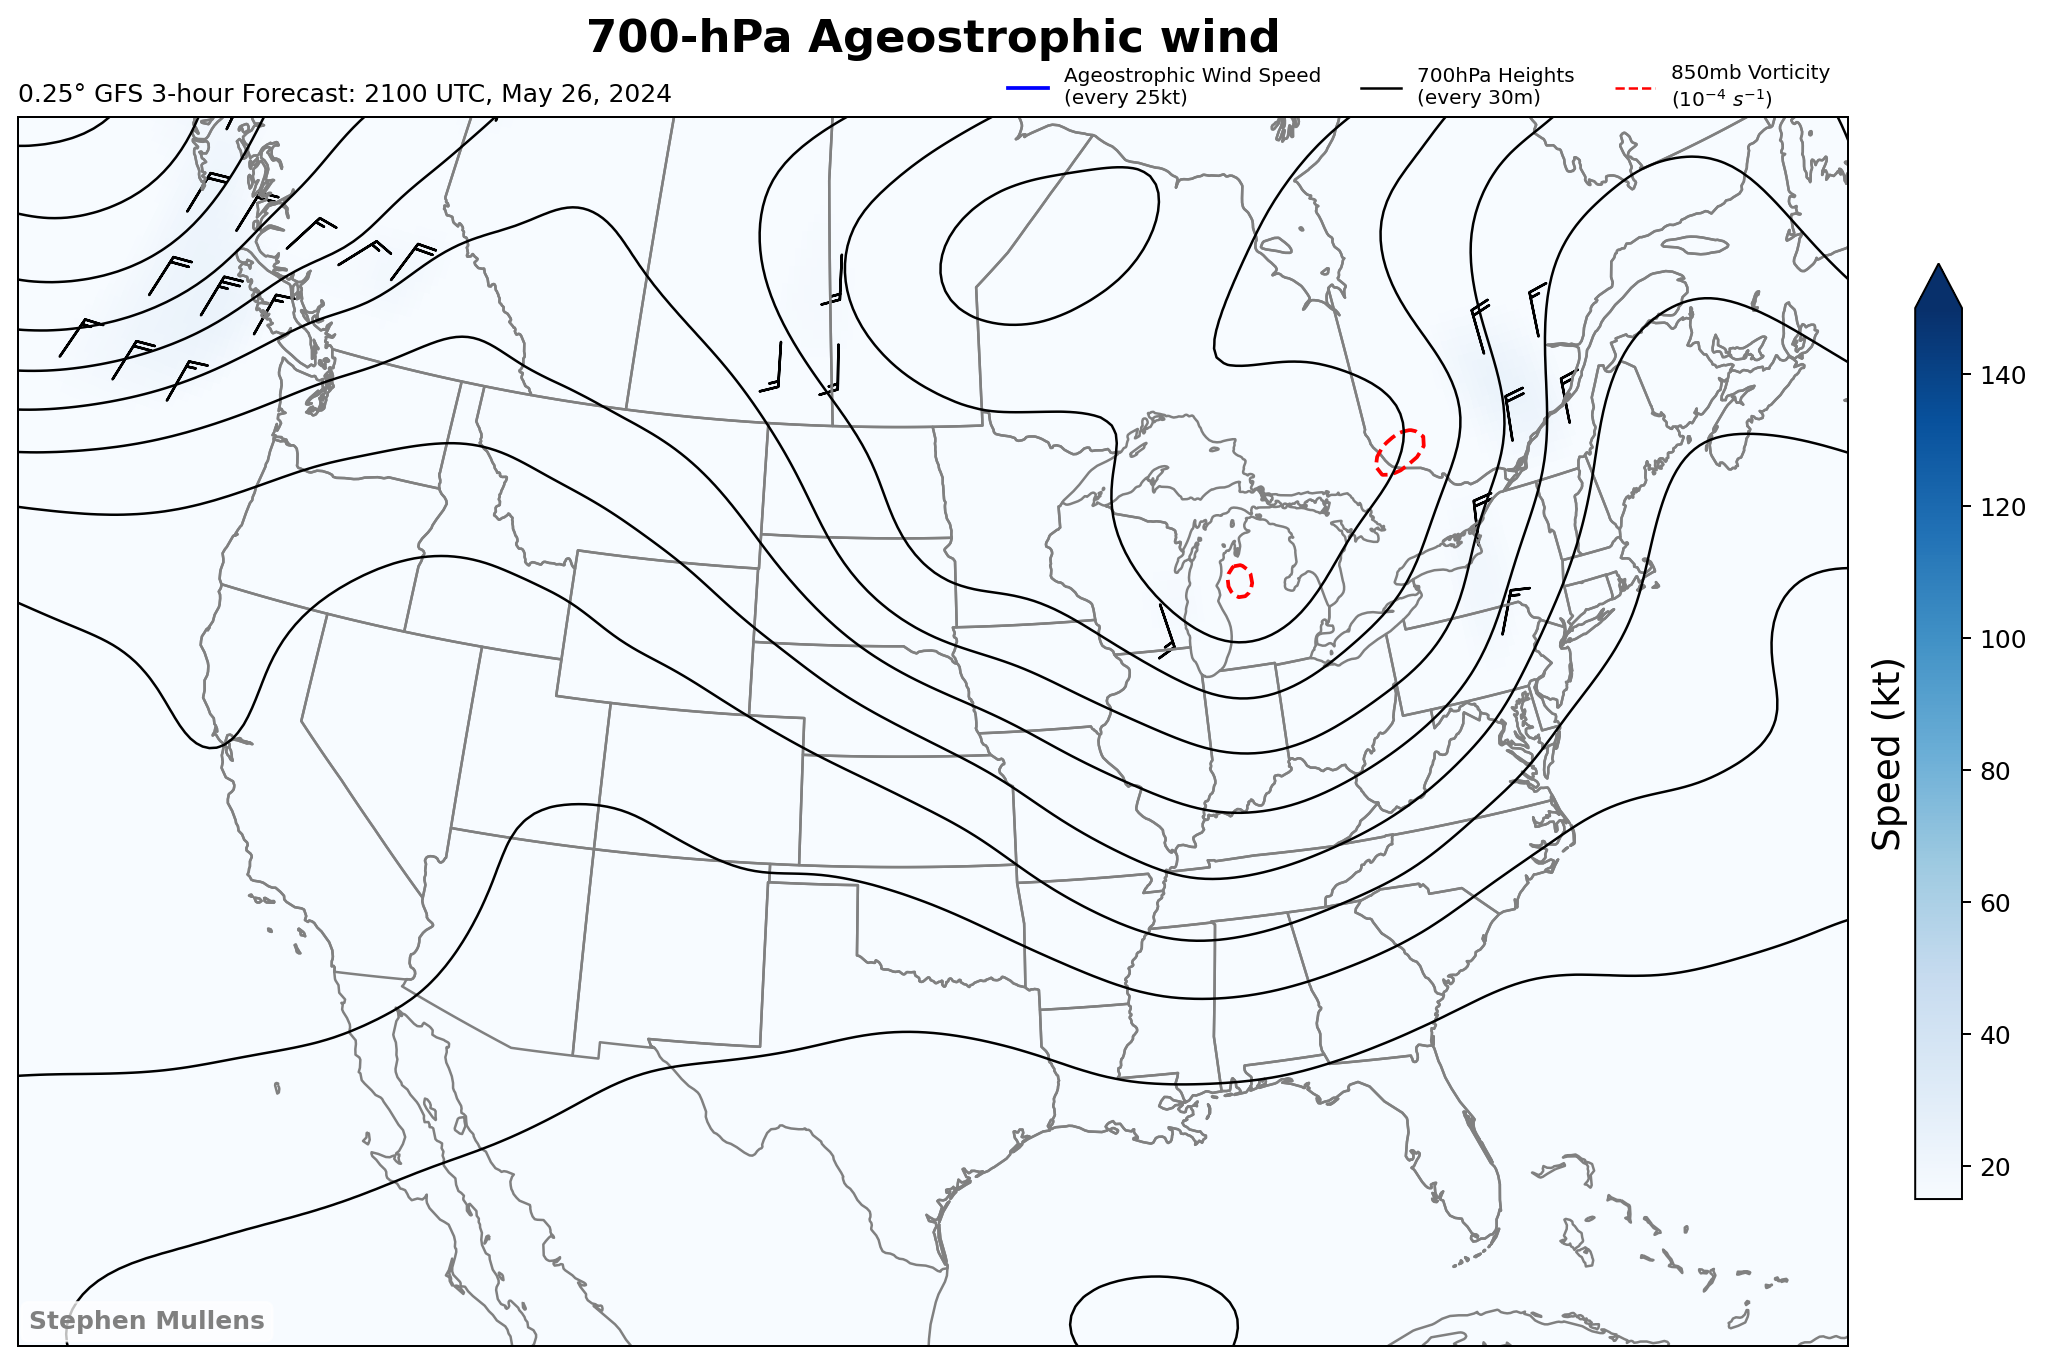 700-hPa Ageostrophic wind
0.25° GFS 3-hour Forecast: 2100 UTC, May 26, 2024
Ageostrophic Wind Speed
(every 25kt)
700hPa Heights
(every 30m)
850mb Vorticity
(10⁻⁴ s⁻¹)
140
120
100
80
60
40
20
Speed (kt)
Stephen Mullens